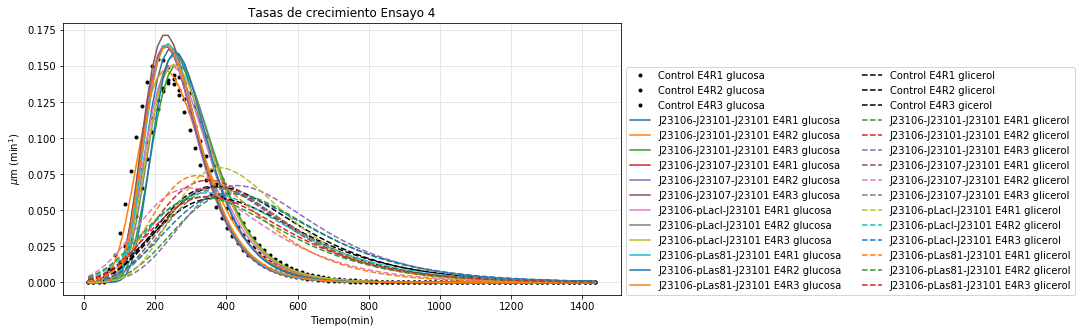 Tasas de crecimiento Ensayo 4
μm (min¹)
0.175
0.150
0.125
0.100
0.075
0.050
0.025
0.000
0 200 400 600 800 1000 1200 1400
Tiempo(min)
Control E4R1 glucosa
Control E4R2 glucosa
Control E4R3 glucosa
J23106-J23101-J23101 E4R1 glucosa
J23106-J23101-J23101 E4R2 glucosa
J23106-J23101-J23101 E4R3 glucosa
J23106-J23107-J23101 E4R1 glucosa
J23106-J23107-J23101 E4R2 glucosa
J23106-J23107-J23101 E4R3 glucosa
J23106-pLacI-J23101 E4R1 glucosa
J23106-pLacI-J23101 E4R2 glucosa
J23106-pLacI-J23101 E4R3 glucosa
J23106-pLas81-J23101 E4R1 glucosa
J23106-pLas81-J23101 E4R2 glucosa
J23106-pLas81-J23101 E4R3 glucosa
Control E4R1 glicerol
Control E4R2 glicerol
Control E4R3 gicerol
J23106-J23101-J23101 E4R1 glicerol
J23106-J23101-J23101 E4R2 glicerol
J23106-J23101-J23101 E4R3 glicerol
J23106-J23107-J23101 E4R1 glicerol
J23106-J23107-J23101 E4R2 glicerol
J23106-J23107-J23101 E4R3 glicerol
J23106-pLacI-J23101 E4R1 glicerol
J23106-pLacI-J23101 E4R2 glicerol
J23106-pLacI-J23101 E4R3 glicerol
J23106-pLas81-J23101 E4R1 glicerol
J23106-pLas81-J23101 E4R2 glicerol
J23106-pLas81-J23101 E4R3 glicerol